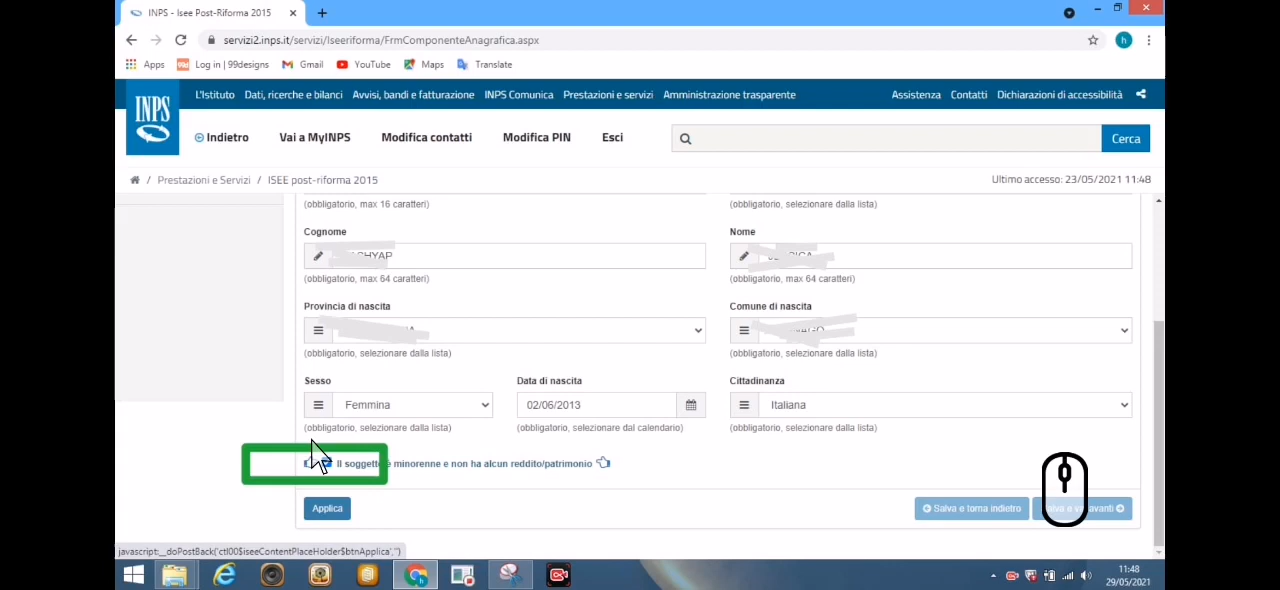 INPS - Isee Post-Riforma 2015
servizi2.inps.it/servizi/Iseeriforma/FrmComponenteAnagrafica.aspx
h
Apps Log in | 99designs Gmail YouTube Maps Translate
L'Istituto Dati, ricerche e bilanci Avvisi, bandi e fatturazione INPS Comunica Prestazioni e servizi Amministrazione trasparente Assistenza Contatti Dichiarazioni di accessibilità
INPS
Indietro Vai a MyINPS Modifica contatti Modifica PIN Esci Cerca
/ Prestazioni e Servizi / ISEE post-riforma 2015 Ultimo accesso: 23/05/2021 11:48
(obbligatorio, max 16 caratteri) (obbligatorio, selezionare dalla lista)
Cognome Nome
(obbligatorio, max 64 caratteri) (obbligatorio, max 64 caratteri)
Provincia di nascita Comune di nascita
(obbligatorio, selezionare dalla lista) (obbligatorio, selezionare dalla lista)
Sesso Data di nascita Cittadinanza
Femmina 02/06/2013 Italiana
(obbligatorio, selezionare dalla lista) (obbligatorio, selezionare dal calendario) (obbligatorio, selezionare dalla lista)
Il soggetto è minorenne e non ha alcun reddito/patrimonio
Applica Salva e torna indietro Salva e avanti
javascript:__doPostBack('ctl00$iseeContentPlaceHolder$btnApplica','')
11:48
29/05/2021